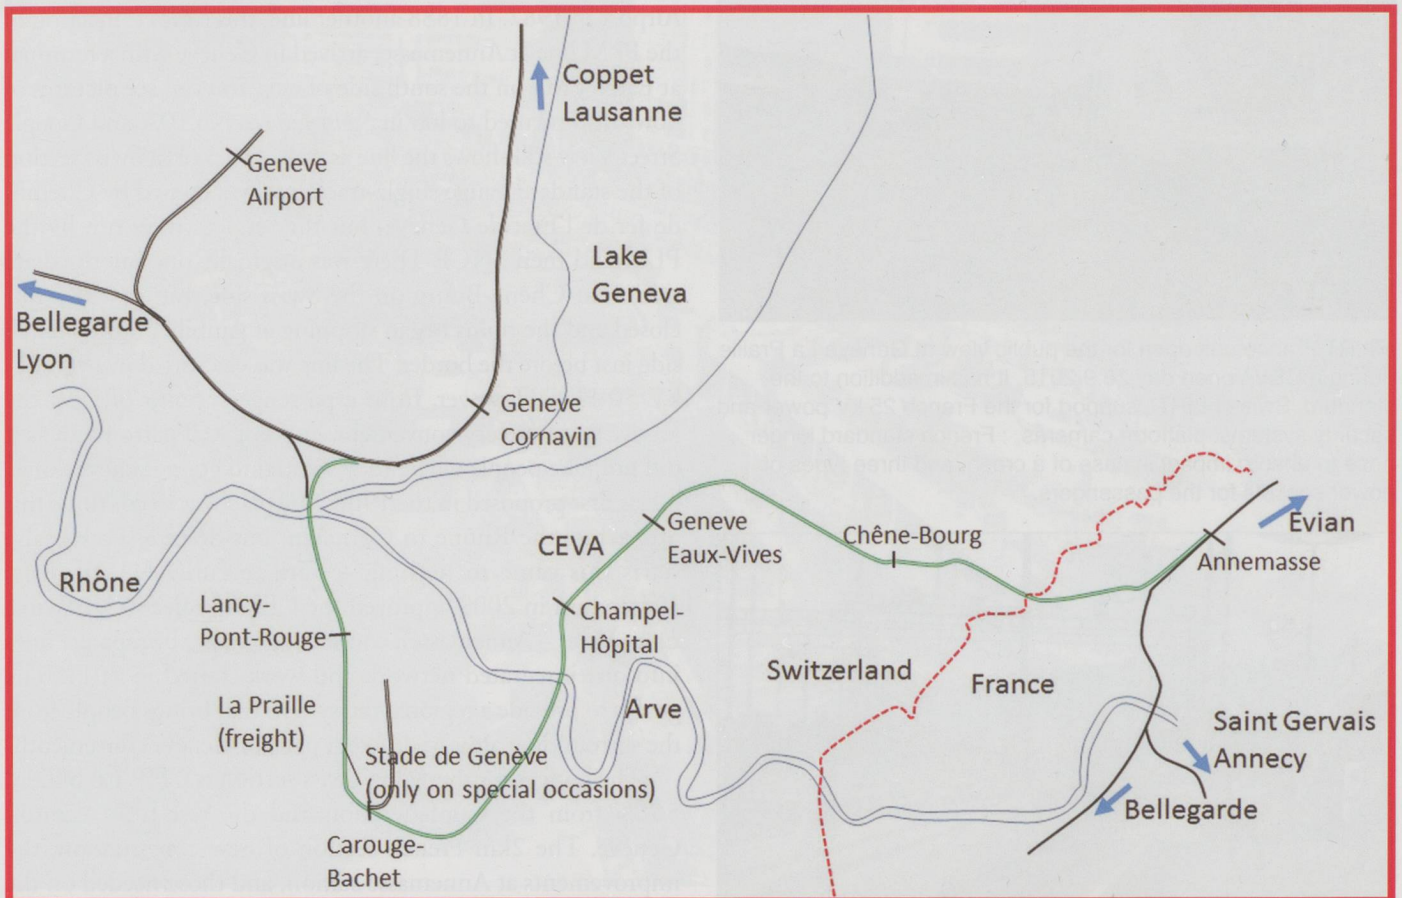 Coppet
Lausanne
Geneve
Airport
Lake
Geneva
Bellegarde
Lyon
Geneve
Cornavin
Geneve
Eaux-Vives
Chêne-Bourg
Evian
Annemasse
CEVA
Rhône
Lancy-
Pont-Rouge
Champel-
Hôpital
Switzerland
France
Arve
La Praille
(freight)
Saint Gervais
Annecy
Stade de Genève
(only on special occasions)
Bellegarde
Carouge-
Bachet